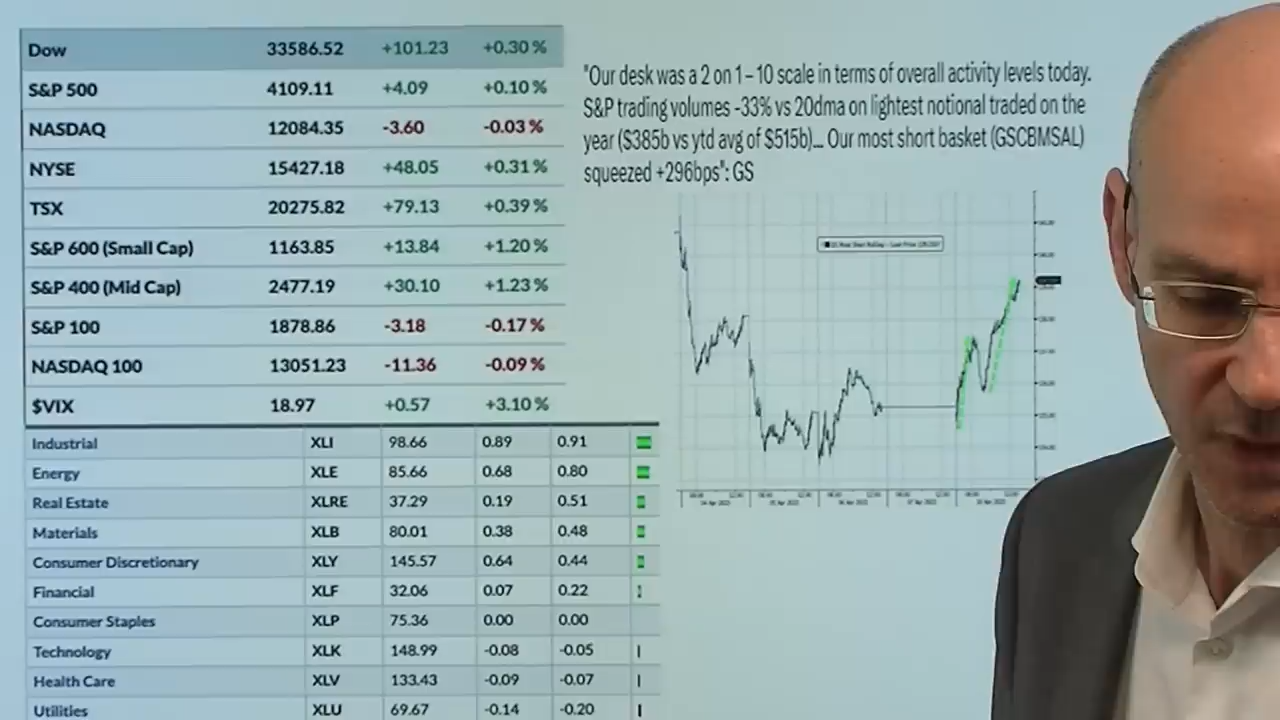 Dow 33586.52 +101.23 +0.30 %
S&P 500 4109.11 +4.09 +0.10 %
NASDAQ 12084.35 -3.60 -0.03 %
NYSE 15427.18 +48.05 +0.31 %
TSX 20275.82 +79.13 +0.39 %
S&P 600 (Small Cap) 1163.85 +13.84 +1.20 %
S&P 400 (Mid Cap) 2477.19 +30.10 +1.23 %
S&P 100 1878.86 -3.18 -0.17 %
NASDAQ 100 13051.23 -11.36 -0.09 %
$VIX 18.97 +0.57 +3.10 %
Industrial XLI 98.66 0.89 0.91
Energy XLE 85.66 0.68 0.80
Real Estate XLRE 37.29 0.19 0.51
Materials XLB 80.01 0.38 0.48
Consumer Discretionary XLY 145.57 0.64 0.44
Financial XLF 32.06 0.07 0.22
Consumer Staples XLP 75.36 0.00 0.00
Technology XLK 148.99 -0.08 -0.05
Health Care XLV 133.43 -0.09 -0.07
Utilities XLU 69.67 -0.14 -0.20
"Our desk was a 2 on 1 – 10 scale in terms of overall activity levels today.
S&P trading volumes -33% vs 20dma on lightest notional traded on the
year ($385b vs ytd avg of $515b)... Our most short basket (GSCBMSAL)
squeezed +296bps": GS